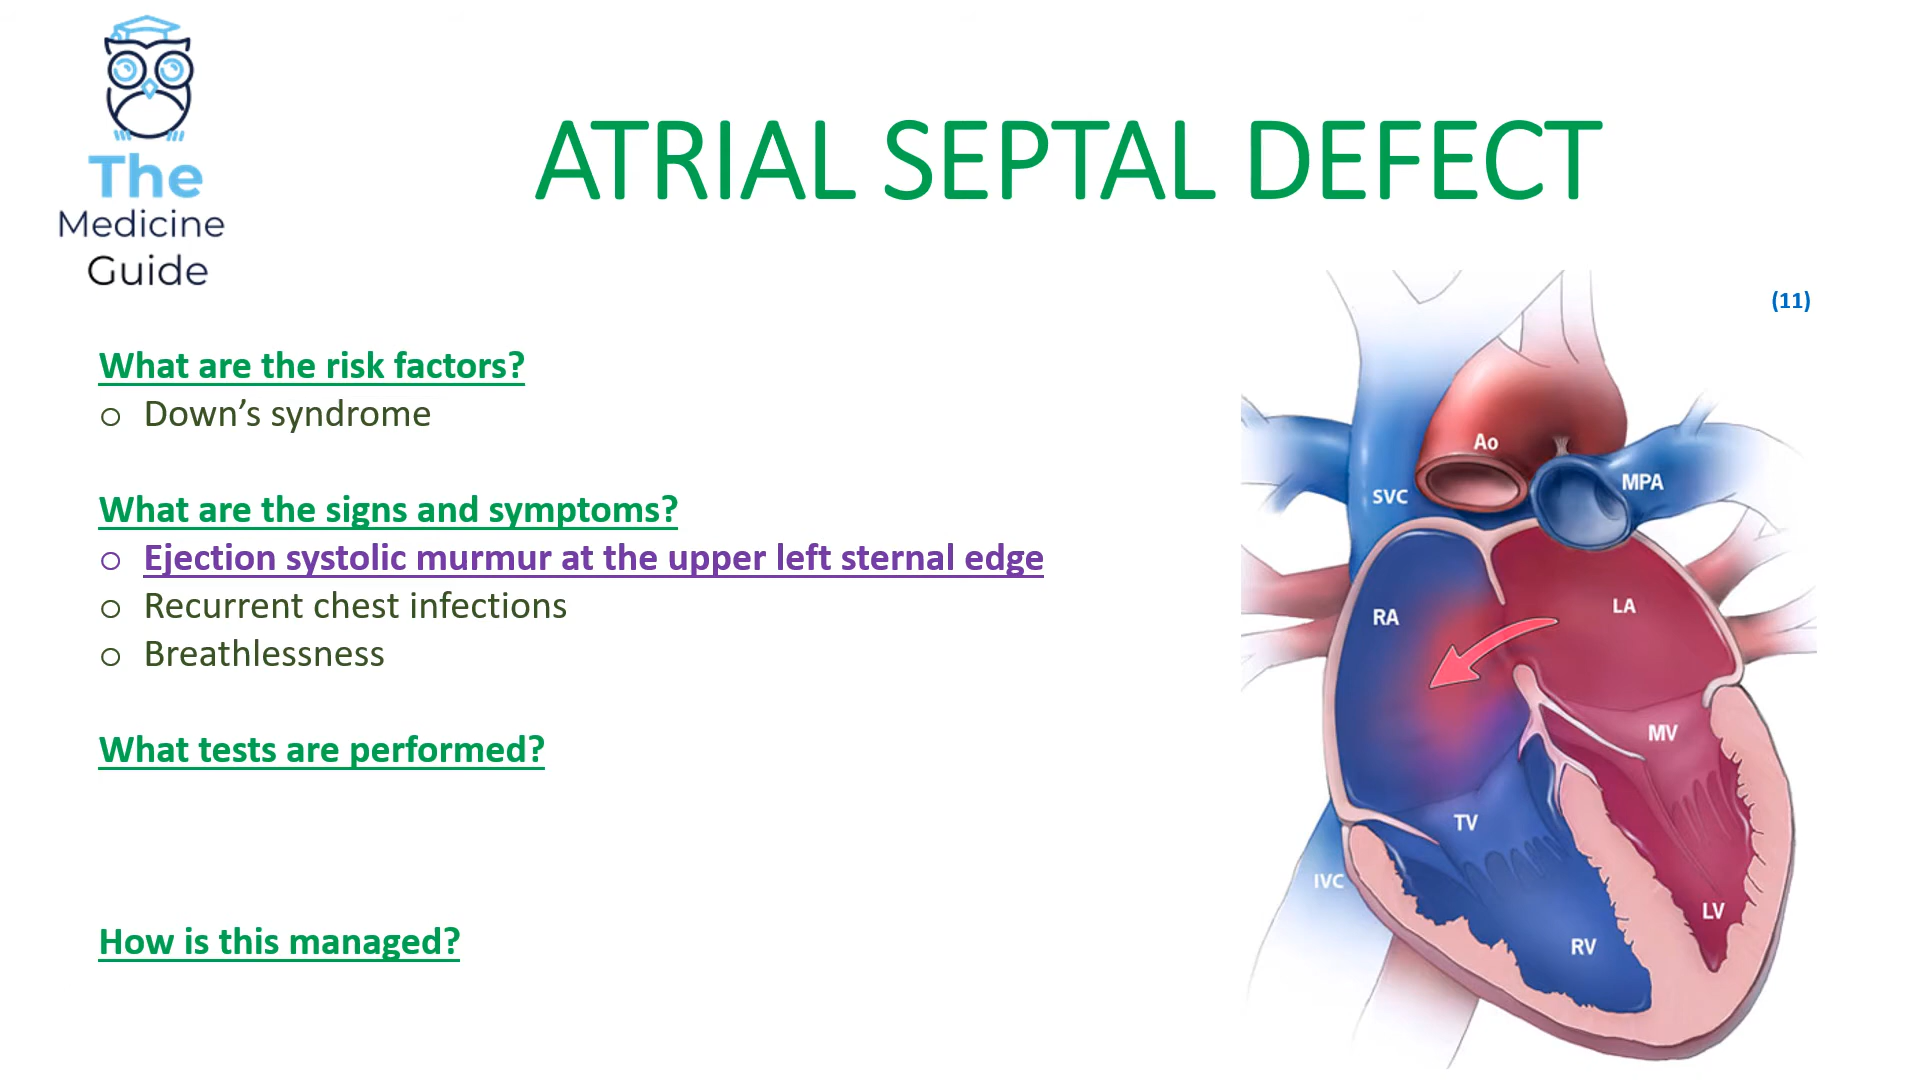 The
Medicine
Guide
ATRIAL SEPTAL DEFECT
(11)
What are the risk factors?
o Down’s syndrome
What are the signs and symptoms?
o Ejection systolic murmur at the upper left sternal edge
o Recurrent chest infections
o Breathlessness
What tests are performed?
How is this managed?
Ao
MPA
SVC
RA
LA
MV
TV
IVC
LV
RV